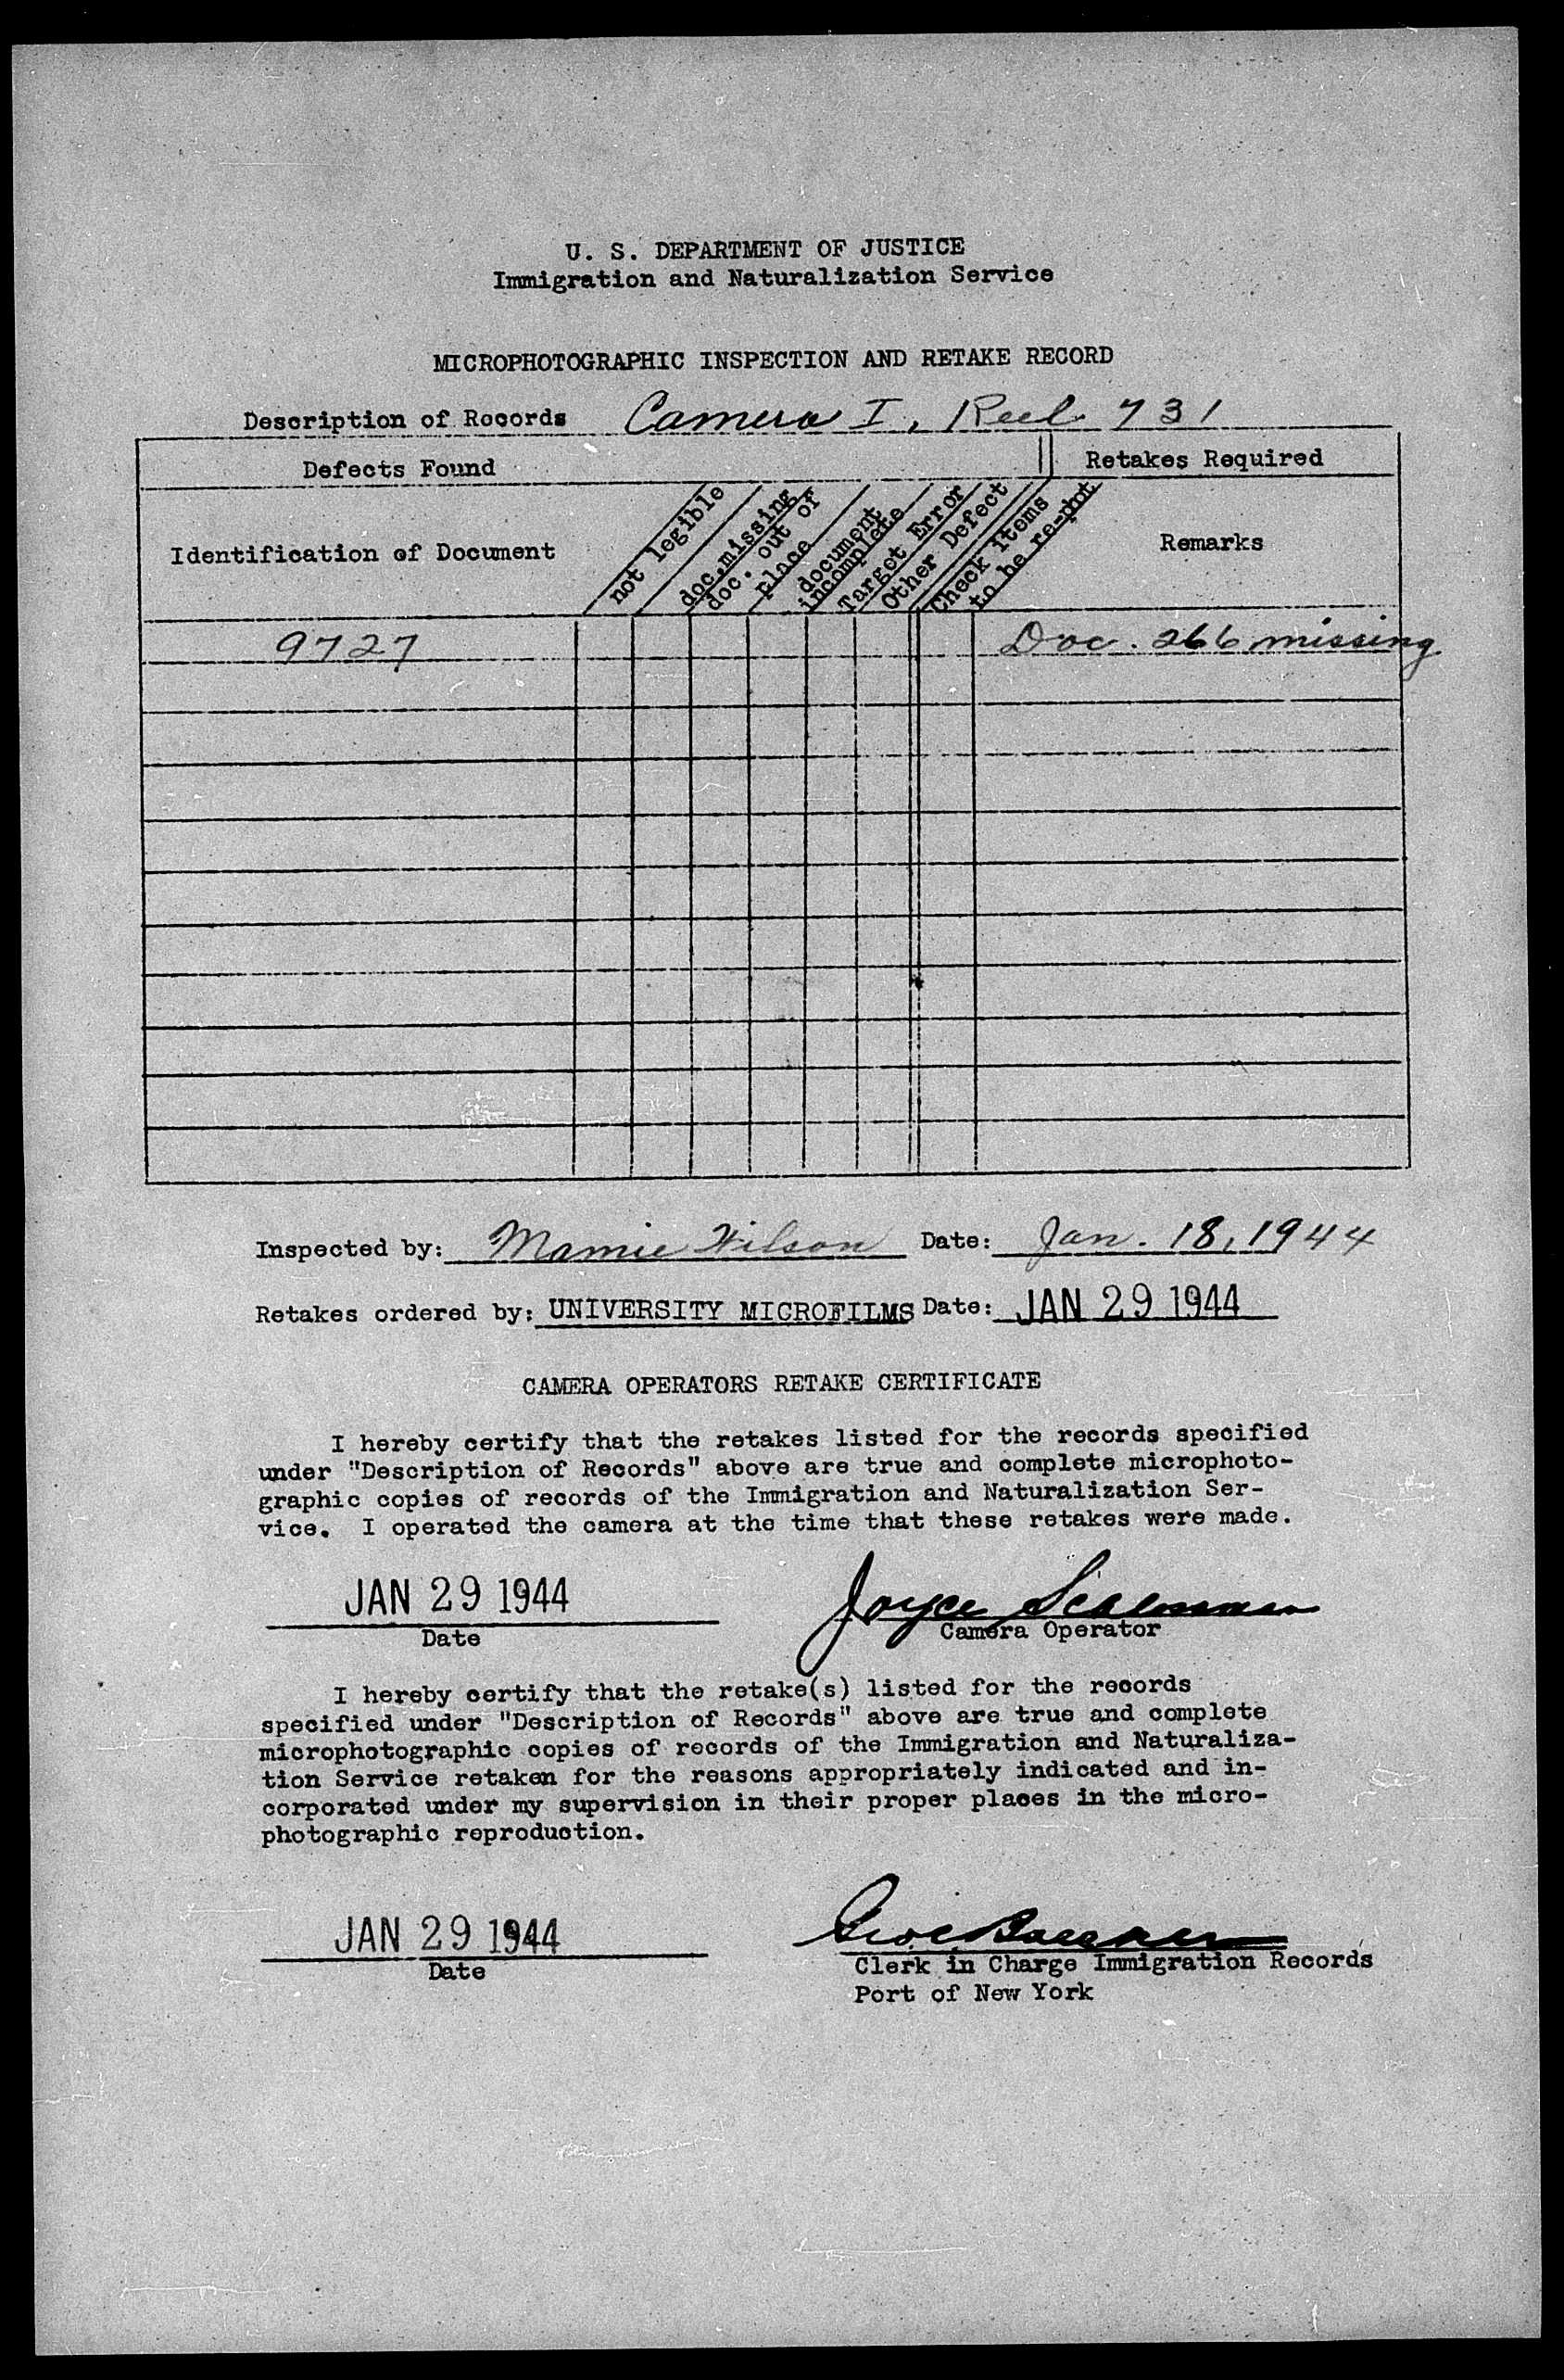 U. S. DEPARTMENT OF JUSTICE
Immigration and Naturalization Service
MICROPHOTOGRAPHIC INSPECTION AND RETAKE RECORD
Description of Records Camera I, Reel 731
Defects Found Retakes Required
Identification of Document
not legible
doc. missing
doc. out of
place
document
incomplete
Target Error
Other Defect
Check items
to be re-phot
Remarks
9727 Doc. 266 missing
Inspected by: Mamie Wilson Date: Jan. 18, 1944
Retakes ordered by: UNIVERSITY MICROFILMS Date: JAN 29 1944
CAMERA OPERATORS RETAKE CERTIFICATE
I hereby certify that the retakes listed for the records specified
under "Description of Records" above are true and complete microphoto-
graphic copies of records of the Immigration and Naturalization Ser-
vice. I operated the camera at the time that these retakes were made.
JAN 29 1944 Joyce
Date Camera Operator
I hereby certify that the retake(s) listed for the records
specified under "Description of Records" above are true and complete
microphotographic copies of records of the Immigration and Naturaliza-
tion Service retaken for the reasons appropriately indicated and in-
corporated under my supervision in their proper places in the micro-
photographic reproduction.
JAN 29 1944
Date Clerk in Charge Immigration Records
Port of New York